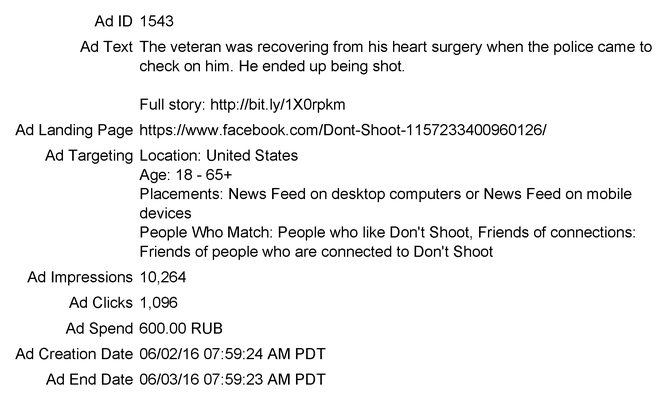 Ad ID 1543
Ad Text The veteran was recovering from his heart surgery when the police came to
check on him. He ended up being shot.
Full story: http://bit.ly/1X0rpkm
Ad Landing Page https://www.facebook.com/Dont-Shoot-1157233400960126/
Ad Targeting Location: United States
Age: 18 - 65+
Placements: News Feed on desktop computers or News Feed on mobile
devices
People Who Match: People who like Don't Shoot, Friends of connections:
Friends of people who are connected to Don't Shoot
Ad Impressions 10,264
Ad Clicks 1,096
Ad Spend 600.00 RUB
Ad Creation Date 06/02/16 07:59:24 AM PDT
Ad End Date 06/03/16 07:59:23 AM PDT